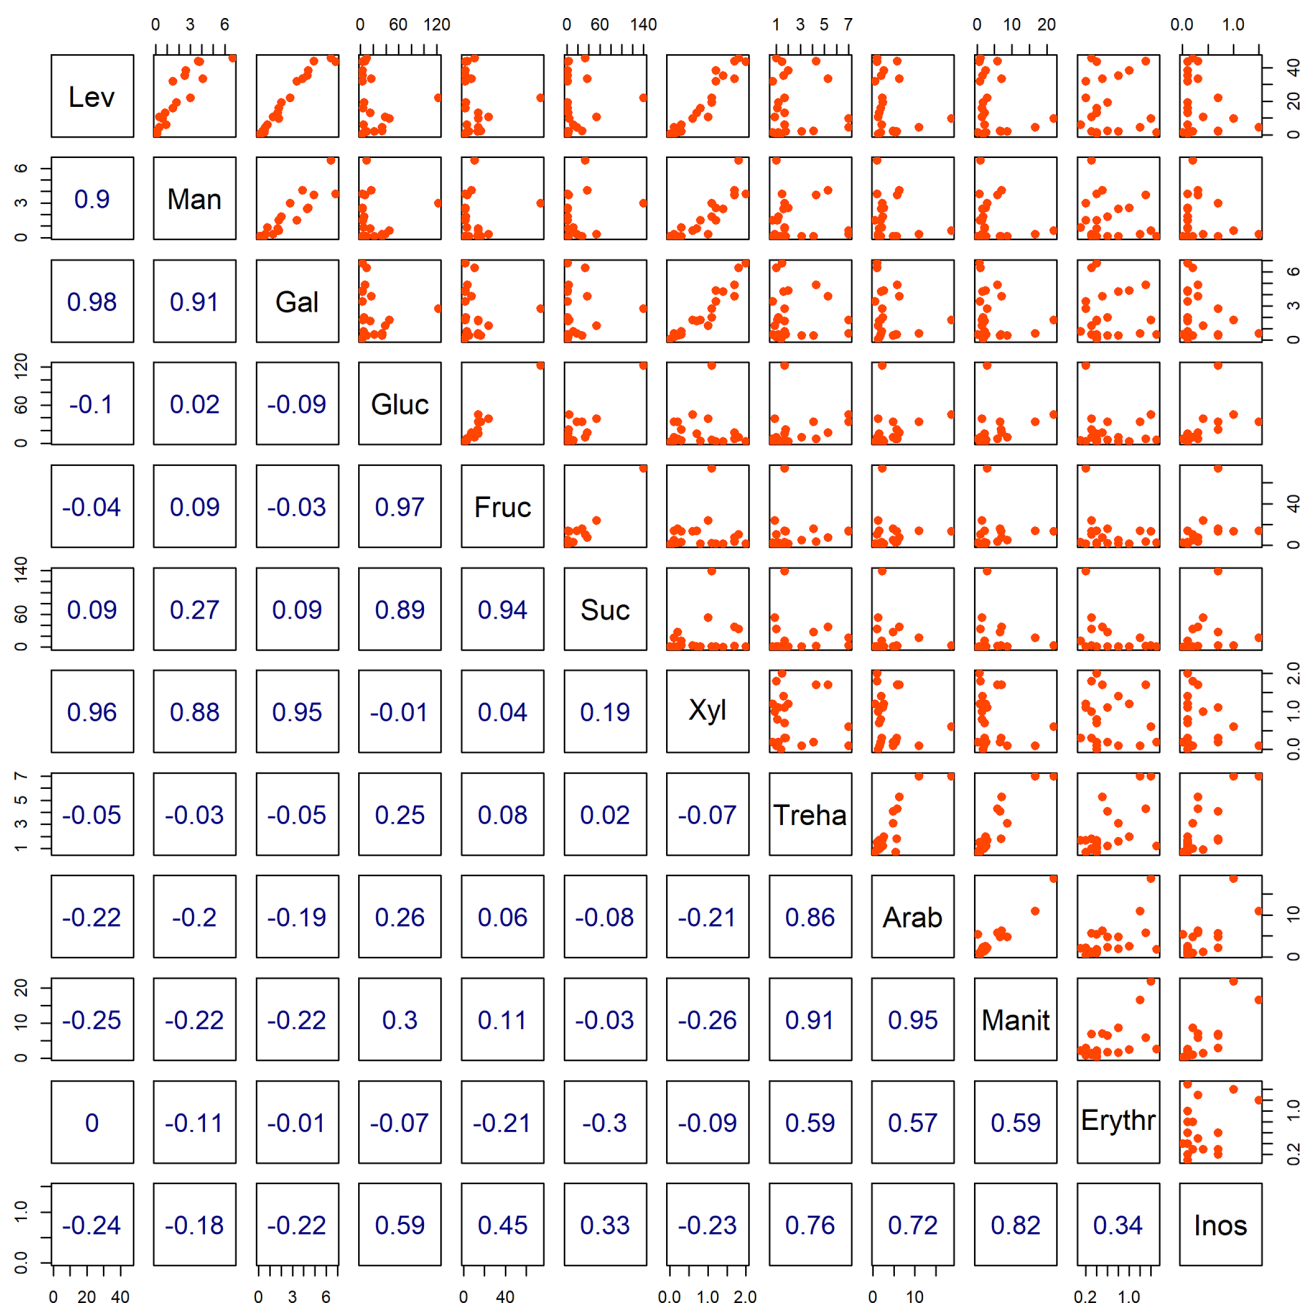 0 3 6 0 60 120 0 60 140 1 3 5 7 0 10 20 0.0 1.0
Lev 0 20 40
0 3 6 0.9 Man
0.98 0.91 Gal 0 2 4 6
0 60 120 -0.1 0.02 -0.09 Gluc
-0.04 0.09 -0.03 0.97 Fruc 0 40
0 60 140 0.09 0.27 0.09 0.89 0.94 Suc
0.96 0.88 0.95 -0.01 0.04 0.19 Xyl 0.0 1.0 2.0
1 3 5 7 -0.05 -0.03 -0.05 0.25 0.08 0.02 -0.07 Treha
-0.22 -0.2 -0.19 0.26 0.06 -0.08 -0.21 0.86 Arab 0 10
0 10 20 -0.25 -0.22 -0.22 0.3 0.11 -0.03 -0.26 0.91 0.95 Manit
0 -0.11 -0.01 -0.07 -0.21 -0.3 -0.09 0.59 0.57 0.59 Erythr 0.2 1.0
0.0 1.0 -0.24 -0.18 -0.22 0.59 0.45 0.33 -0.23 0.76 0.72 0.82 0.34 Inos
0 20 40 0 3 6 0 40 0.0 1.0 2.0 0 10 0.2 1.0